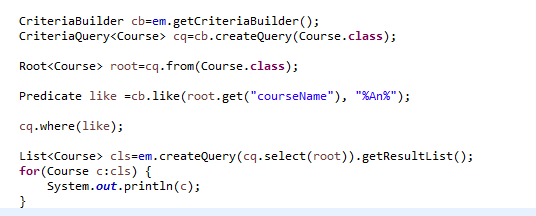 CriteriaBuilder cb=em.getCriteriaBuilder();
CriteriaQuery<Course> cq=cb.createQuery(Course.class);
Root<Course> root=cq.from(Course.class);
Predicate like =cb.like(root.get("courseName"), "%An%");
cq.where(like);
List<Course> cls=em.createQuery(cq.select(root)).getResultList();
for(Course c:cls) {
    System.out.println(c);
}